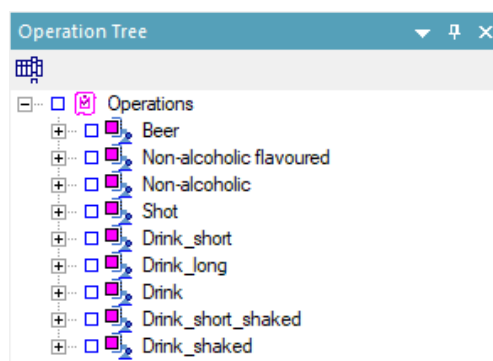 Operation Tree
Operations
Beer
Non-alcoholic flavoured
Non-alcoholic
Shot
Drink_short
Drink_long
Drink
Drink_short_shaked
Drink_shaked